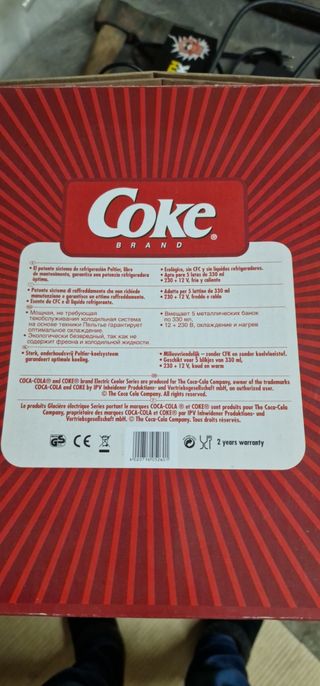 Coke®
BRAND
• El potente sistema de refrigeración Peltier, libre
de mantenimiento, garantiza una potencia refrigeradora
óptima.
• Ecológico, sin CFC y sin líquidos refrigeradores.
• Apto para 5 latas de 330 ml
• 230 + 12 V, frío y caliente
• Potente sistema di raffreddamento che non richiede
manutenzione e garantisce un ottimo raffreddamento.
• Esente da CFC e di liquido refrigerante.
• Adatta per 5 lattine da 330 ml
• 230 + 12 V, freddo e caldo
• Мощная, не требующая
техобслуживания холодильная система
на основе техники Пельтье гарантирует
оптимальное охлаждение.
• Экологически безвредный, так как не
содержит фреона и холодильной жидкости.
• Вмещает 5 металлических банок
по 330 мл,
• 12 + 230 В, охлаждение и нагрев
• Sterk, onderhoudsvrij Peltier-koelsysteem
garandeert optimale koeling.
• Milieuvriendelijk – zonder CFK en zonder koelvloeistof.
• Geschikt voor 5 blikjes van 330 ml,
• 230 + 12 V, koud en warm
COCA-COLA® and COKE® brand Electric Cooler Series are produced for The Coca-Cola Company, owner of the trademarks
COCA-COLA and COKE by IPV Inheidener Produktions- und Vertriebsgesellschaft mbH, an authorized user.
© The Coca-Cola Company. All rights reserved.
Le produits Glacière électrique Series portant le marques COCA-COLA ® et COKE® sont produits pour The Coca-Cola
Company, propriétaire des marques COCA-COLA et COKE® par IPV Inheidener Produktions- und
Vertriebsgesellschaft mbH. © The Coca-Cola Company. Tous droits réservés.
GS CE 2 years warranty